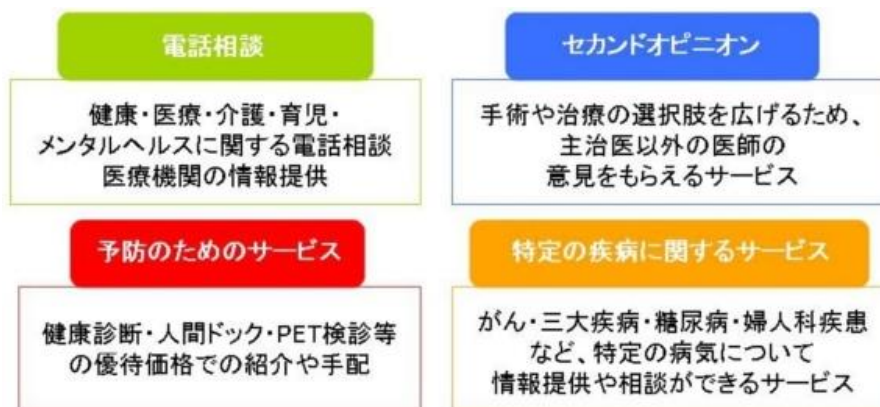 電話相談
健康・医療・介護・育児・
メンタルヘルスに関する電話相談
医療機関の情報提供
セカンドオピニオン
手術や治療の選択肢を広げるため、
主治医以外の医師の
意見をもらえるサービス
予防のためのサービス
健康診断・人間ドック・PET検診等
の優待価格での紹介や手配
特定の疾病に関するサービス
がん・三大疾病・糖尿病・婦人科疾患
など、特定の病気について
情報提供や相談ができるサービス